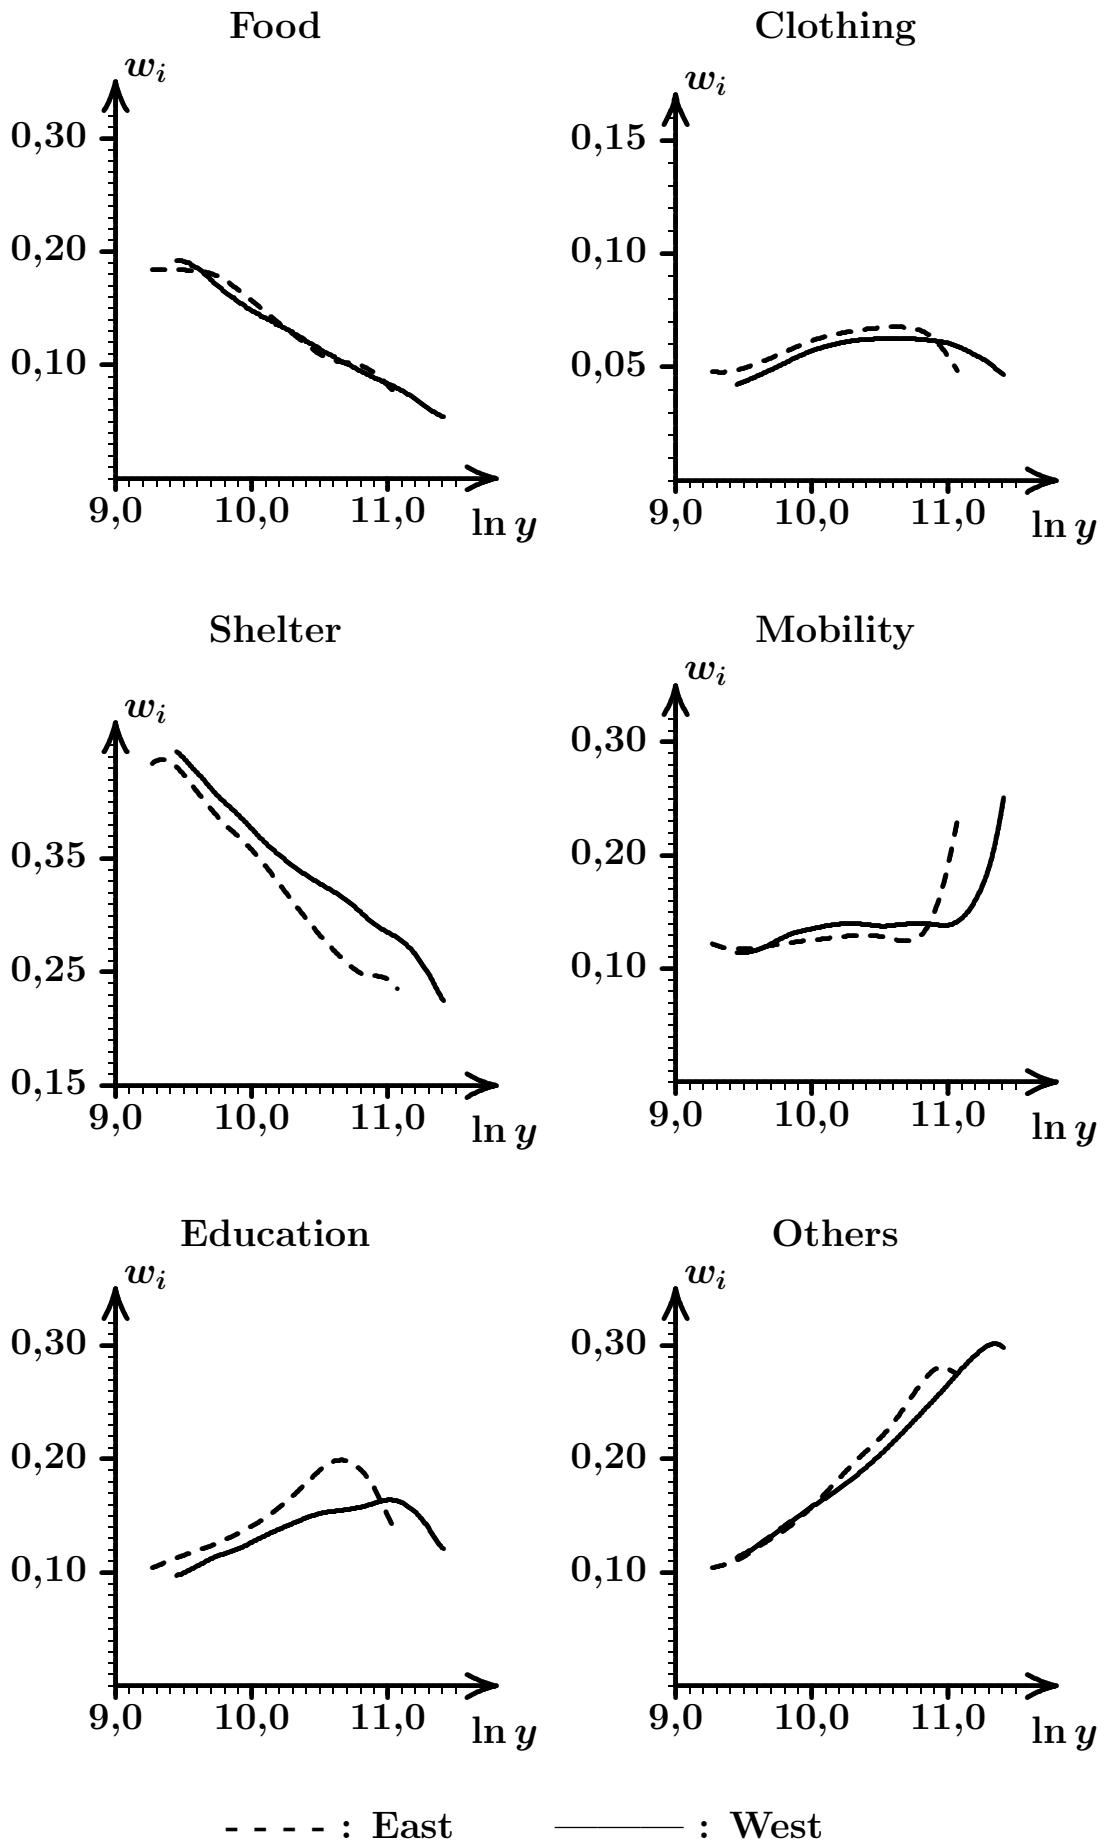 Food
w_i
0,30
0,20
0,10
9,0 10,0 11,0
ln y
Clothing
w_i
0,15
0,10
0,05
9,0 10,0 11,0
ln y
Shelter
w_i
0,35
0,25
0,15
9,0 10,0 11,0
ln y
Mobility
w_i
0,30
0,20
0,10
9,0 10,0 11,0
ln y
Education
w_i
0,30
0,20
0,10
9,0 10,0 11,0
ln y
Others
w_i
0,30
0,20
0,10
9,0 10,0 11,0
ln y
: East : West